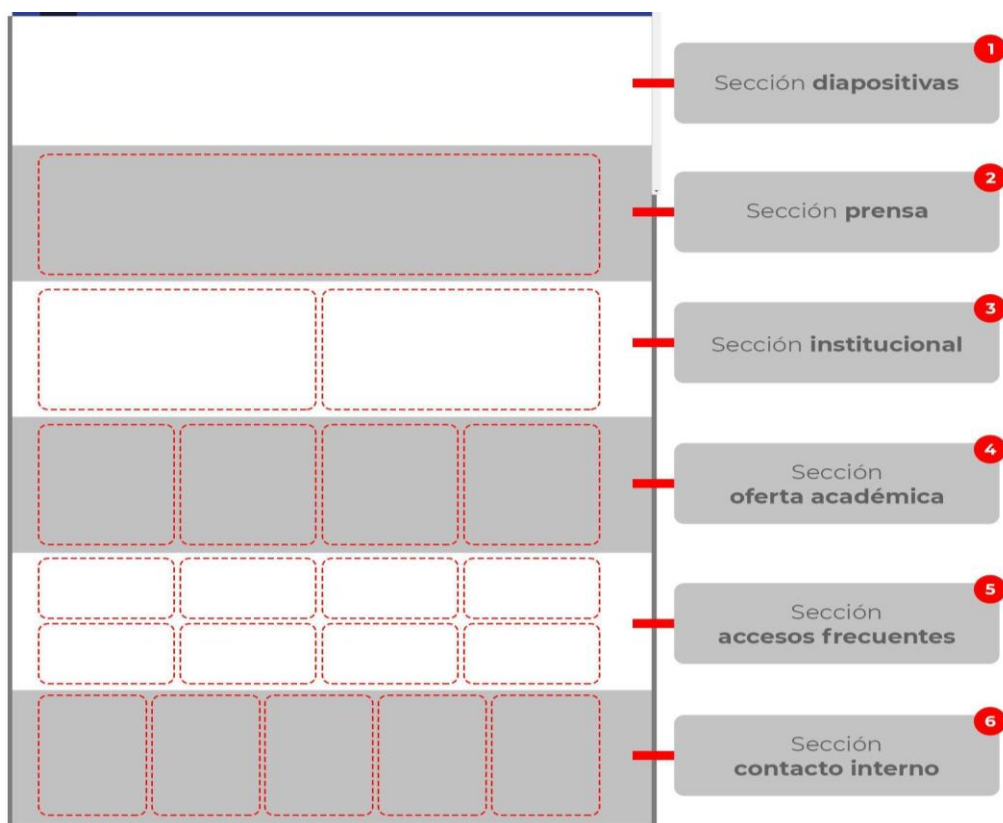 1
Sección diapositivas
2
Sección prensa
3
Sección institucional
4
Sección
oferta académica
5
Sección
accesos frecuentes
6
Sección
contacto interno